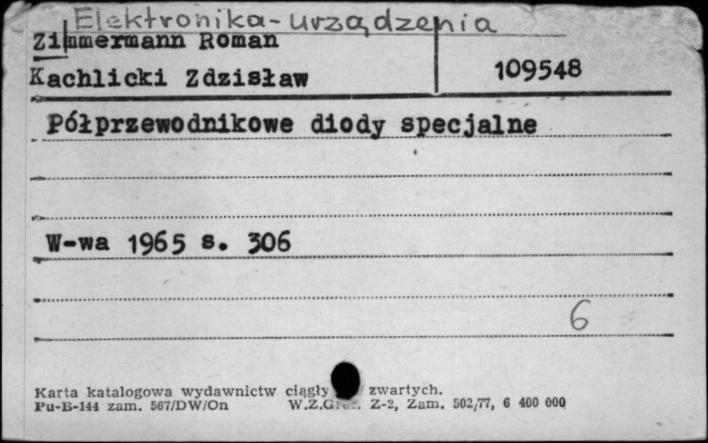 Elektronika-urządzenia
Zimmermann Roman
Kachlicki Zdzisław 109548
Półprzewodnikowe diody specjalne
W-wa 1965 s. 306
6
Karta katalogowa wydawnictw ciągły zwartych.
Pu-B-144 zam. 567/DW/On W.Z.Graf. Z-2, Zam. 502/77, 6 400 000